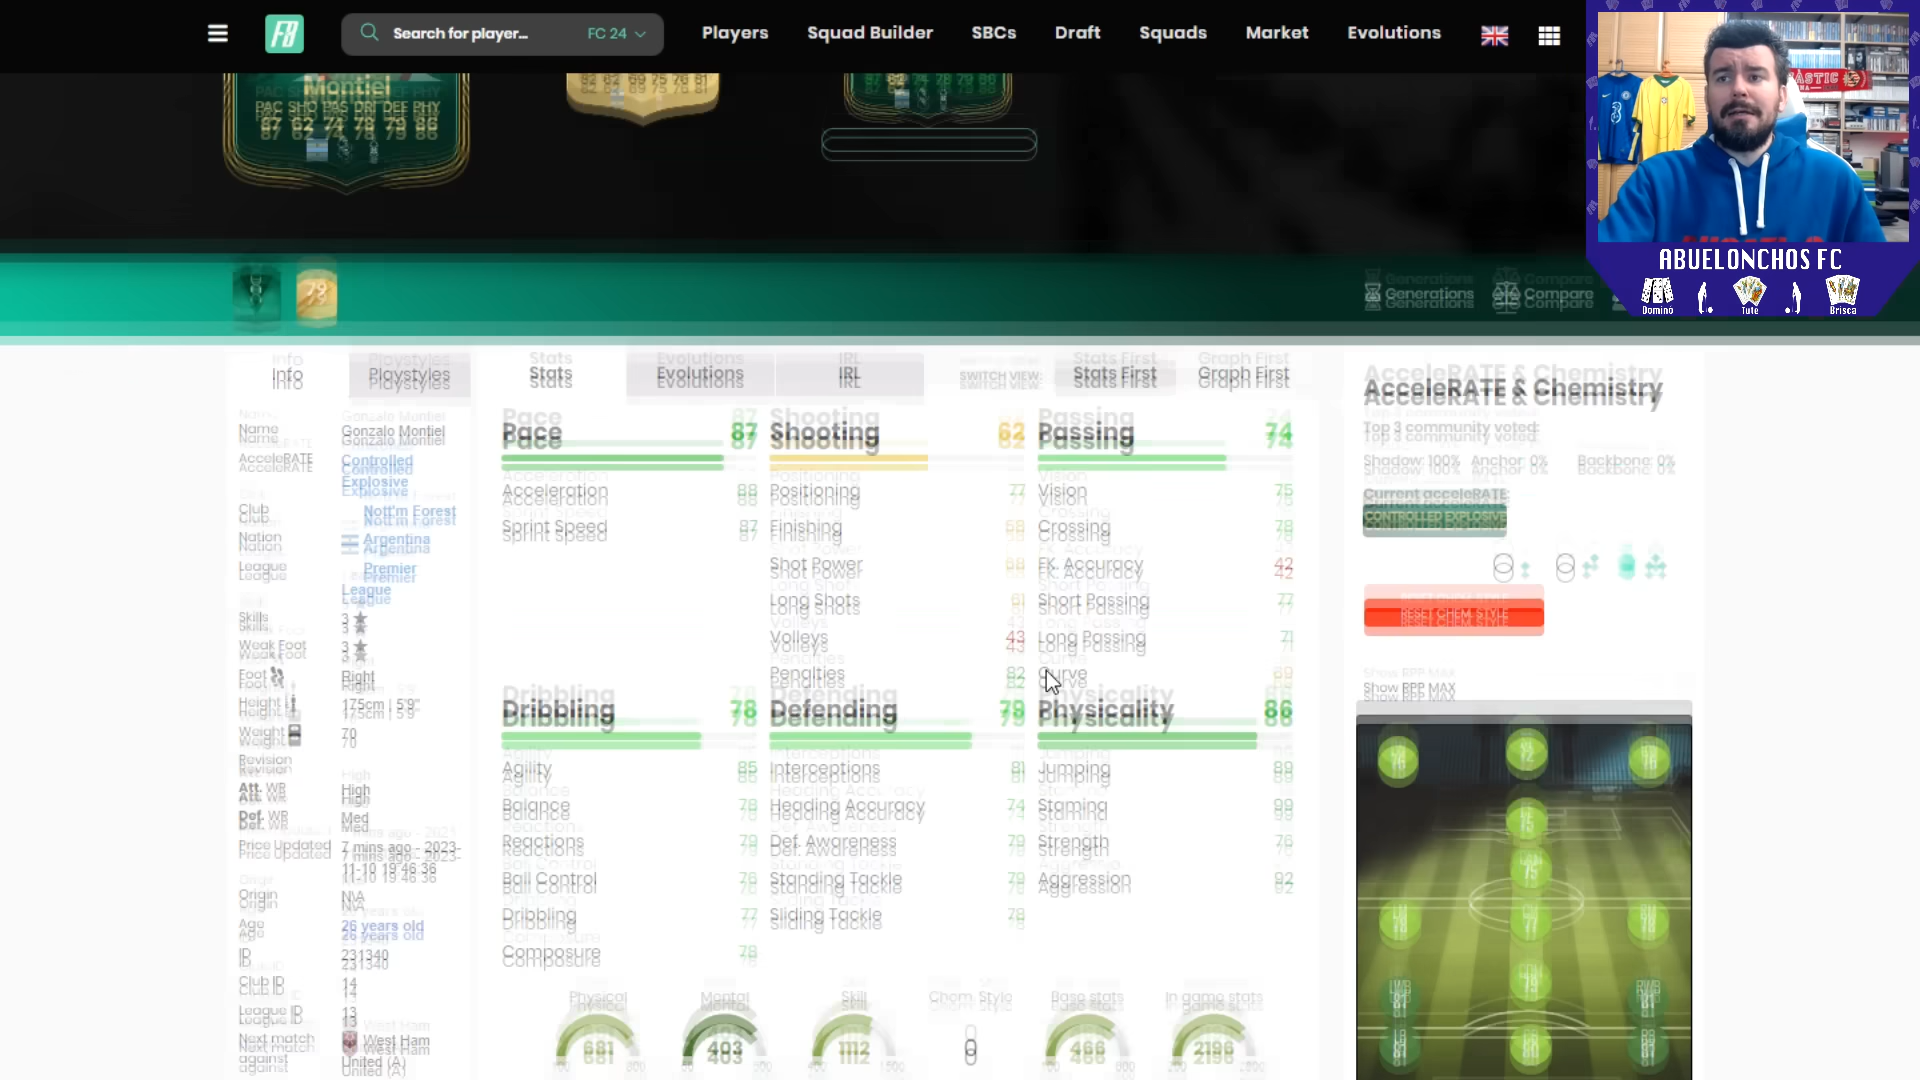 Search for player... FC 24
Players Squad Builder SBCs Draft Squads Market Evolutions
Montiel
PAC SHO PAS DRI DEF PHY
87 62 74 78 79 86
79
Generations Compare
ABUELONCHOS FC
Domino Tute Brisca
Info Playstyles
Stats Evolutions IRL SWITCH VIEW: Stats First Graph First
Name Gonzalo Montiel
AcceleRATE Controlled
Explosive
Club Nott'm Forest
Nation Argentina
League Premier
League
Skills 3
Weak Foot 3
Foot Right
Height 175cm | 5'9"
Weight 70
Revision
Att. WR High
Def. WR Med
Price Updated 7 mins ago - 2023-
11-10 19:46:36
Origin N\A
Age 26 years old
ID 231340
Club ID 14
League ID 13
Next match West Ham
against United (A)
Pace 87
Acceleration 88
Sprint Speed 87
Shooting 62
Positioning 77
Finishing 68
Shot Power 68
Long Shots 61
Volleys 43
Penalties 82
Passing 74
Vision 75
Crossing 78
FK. Accuracy 42
Short Passing 77
Long Passing 71
Curve 69
Dribbling 78
Agility 85
Balance 78
Reactions 79
Ball Control 76
Dribbling 77
Composure 78
Defending 79
Interceptions 81
Heading Accuracy 74
Def. Awareness 79
Standing Tackle 79
Sliding Tackle 78
Physicality 86
Jumping 89
Stamina 99
Strength 76
Aggression 92
Physical Mental Skill Chem. Style Base stats In game stats
681 403 1112 466 2196
AcceleRATE & Chemistry
Top 3 community voted:
Shadow: 100% Anchor: 0% Backbone: 0%
Current acceleRATE:
CONTROLLED EXPLOSIVE
RESET CHEM. STYLE
Show RPP MAX